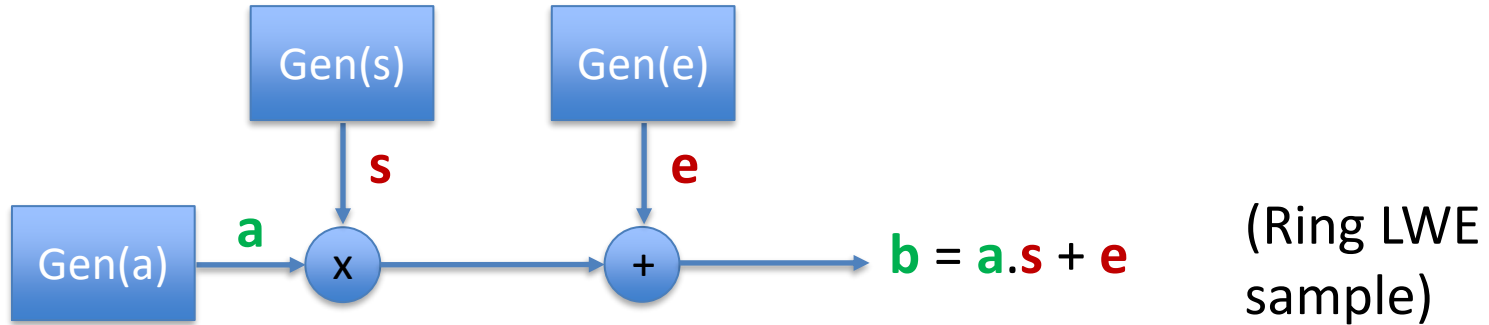 Gen(s)
Gen(e)
s
e
Gen(a)
a
x
+
b = a.s + e
(Ring LWE
sample)